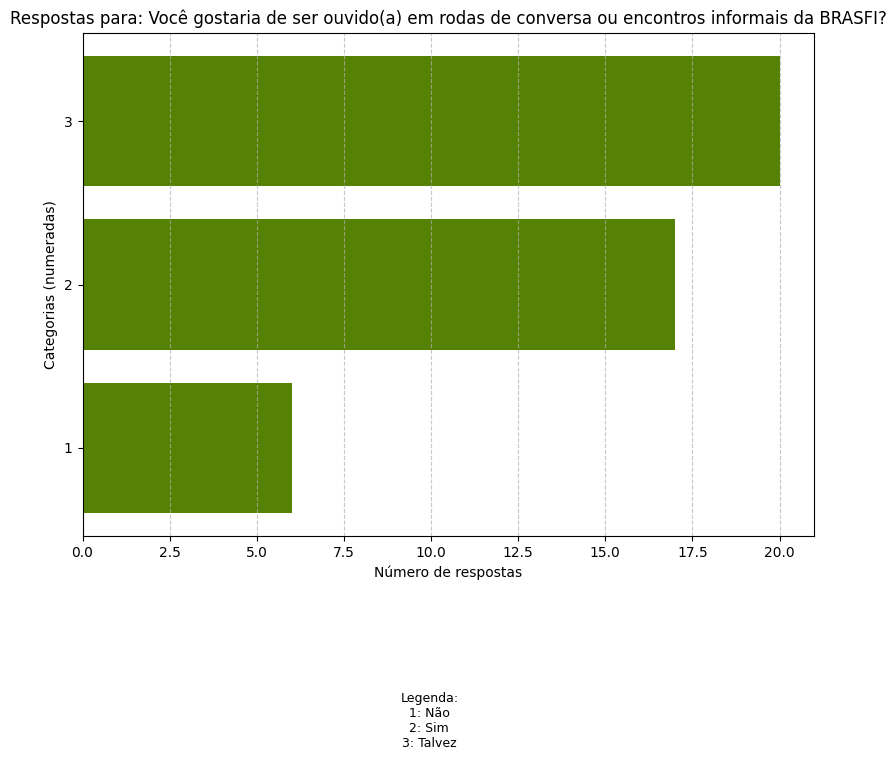 Respostas para: Você gostaria de ser ouvido(a) em rodas de conversa ou encontros informais da BRASFI?
Categorias (numeradas)
3
2
1
0.0 2.5 5.0 7.5 10.0 12.5 15.0 17.5 20.0
Número de respostas
Legenda:
1: Não
2: Sim
3: Talvez